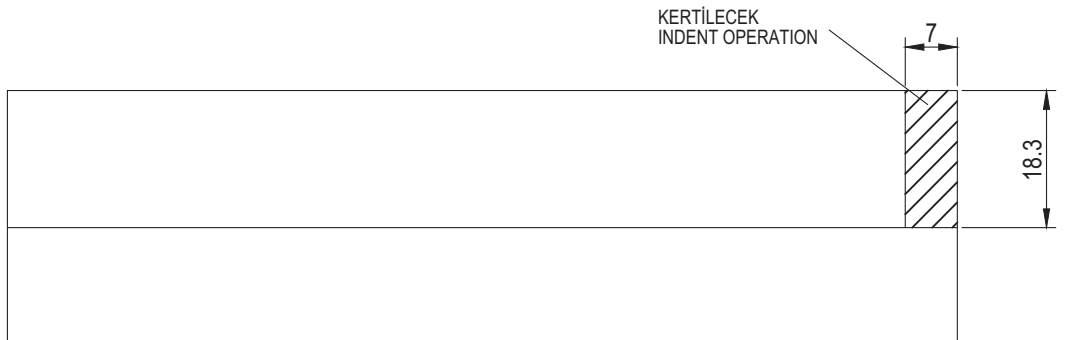 KERTİLECEK
INDENT OPERATION
7
18.3